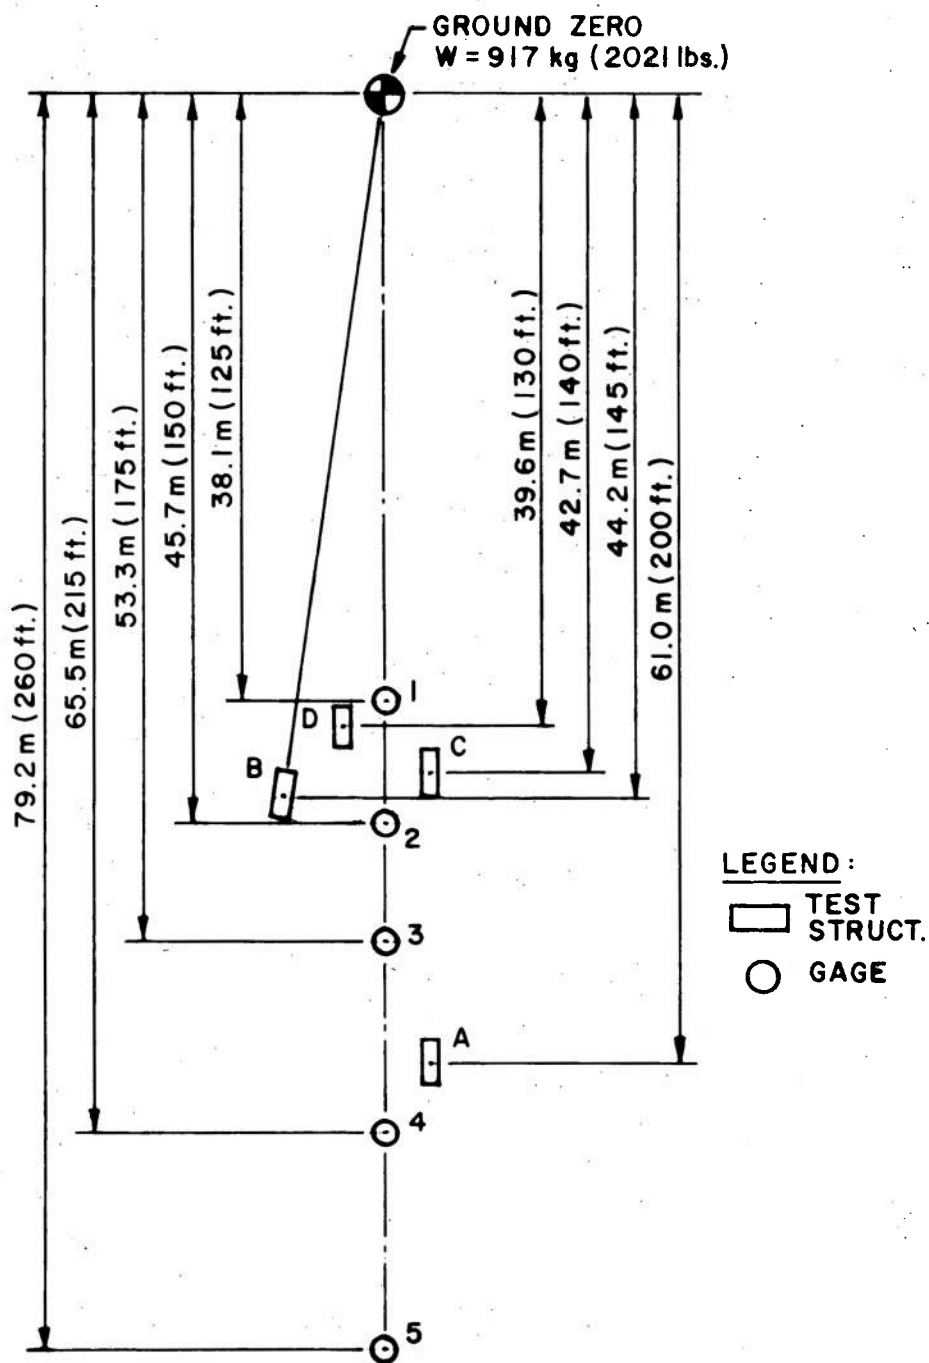 GROUND ZERO
W = 917 kg (2021 lbs.)
79.2 m (260 ft.)
65.5 m (215 ft.)
53.3 m (175 ft.)
45.7 m (150 ft.)
38.1 m (125 ft.)
39.6 m (130 ft.)
42.7 m (140 ft.)
44.2 m (145 ft.)
61.0 m (200 ft.)
1
D
C
B
2
3
A
4
5
LEGEND:
TEST
STRUCT.
GAGE